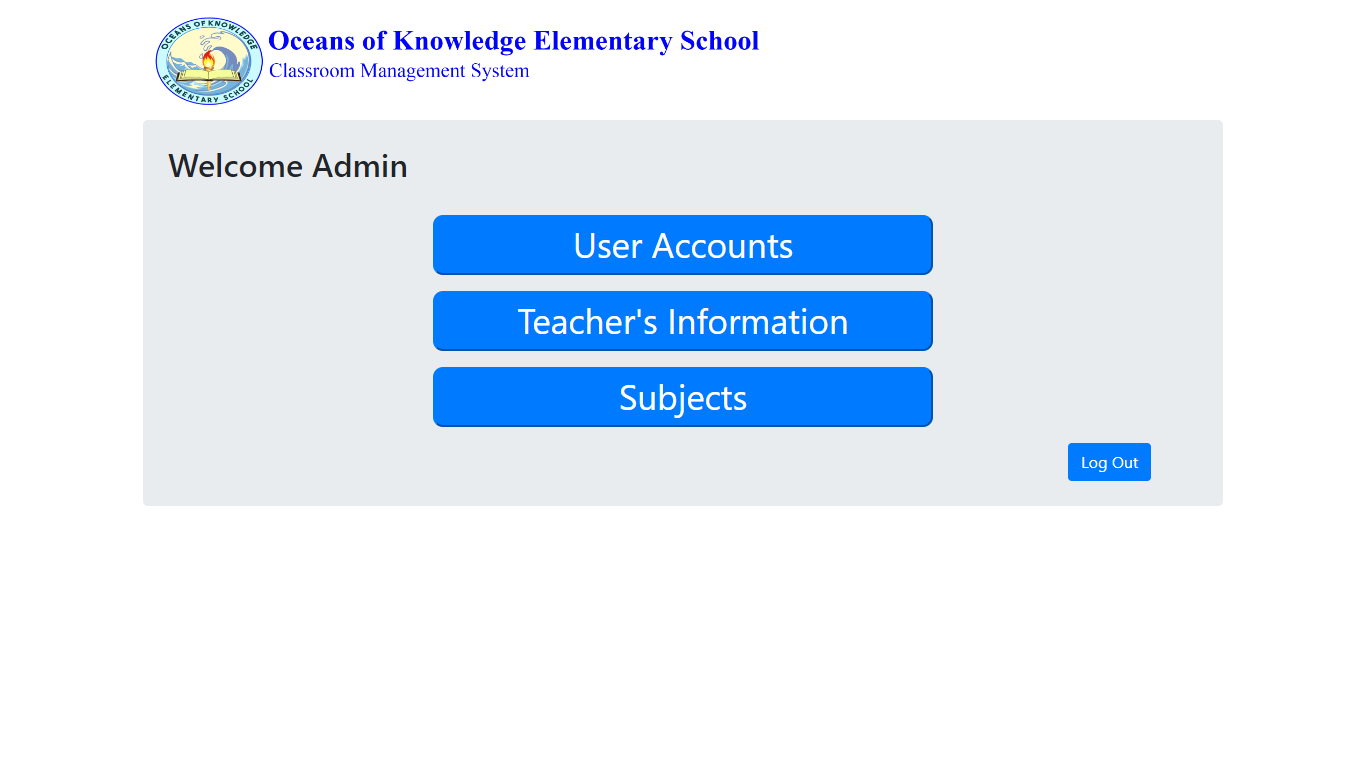 OCEANS OF KNOWLEDGE
ELEMENTARY SCHOOL
Oceans of Knowledge Elementary School
Classroom Management System
Welcome Admin
User Accounts
Teacher's Information
Subjects
Log Out